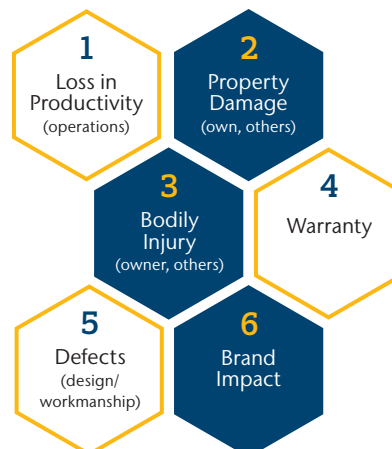 1
Loss in
Productivity
(operations)
2
Property
Damage
(own, others)
3
Bodily
Injury
(owner, others)
4
Warranty
5
Defects
(design/
workmanship)
6
Brand
Impact